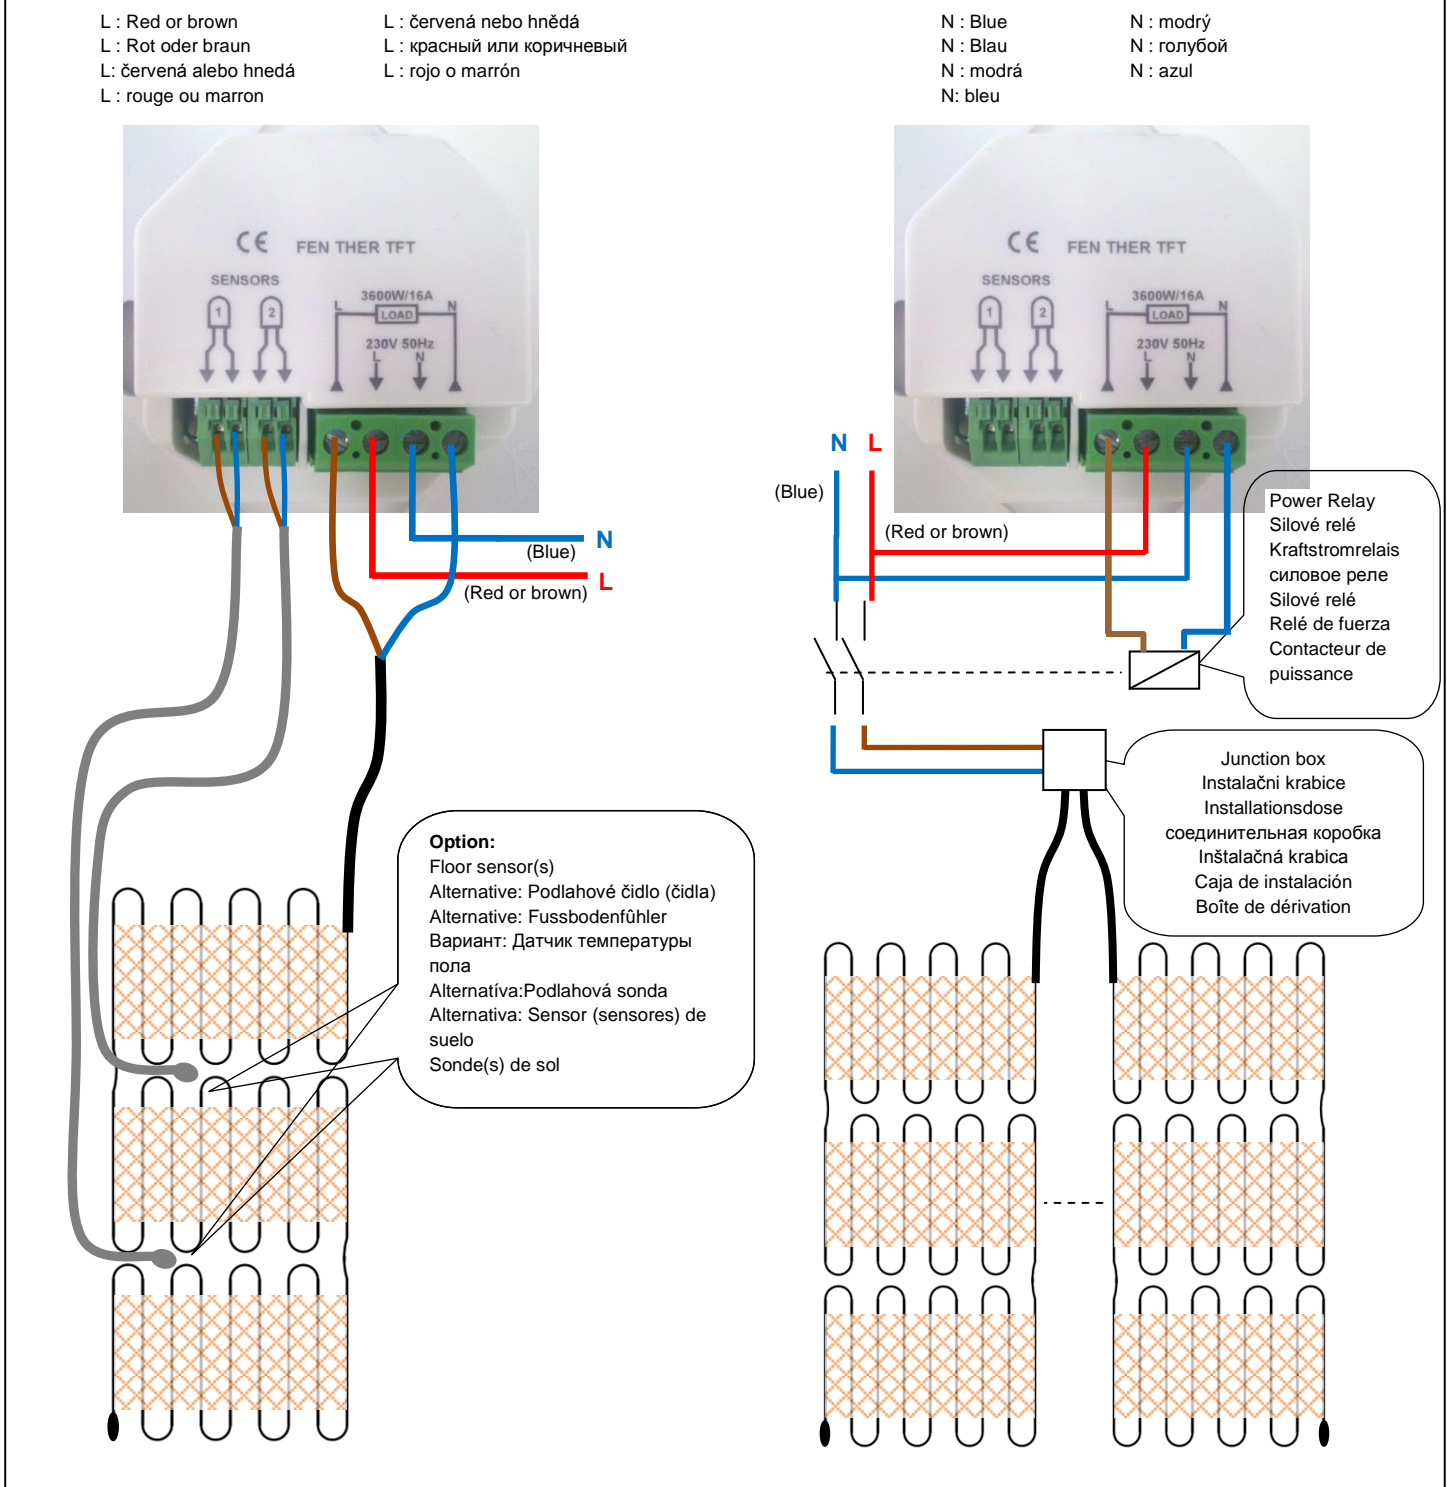 L : Red or brown
L : Rot oder braun
L: červená alebo hnedá
L : rouge ou marron
L : červená nebo hnědá
L : красный или коричневый
L : rojo o marrón
N : Blue
N : Blau
N : modrá
N: bleu
N : modrý
N : голубой
N : azul
CE FEN THER TFT
SENSORS
1 2
3600W/16A
L LOAD N
230V 50Hz
L N
(Blue) N
(Red or brown) L
CE FEN THER TFT
SENSORS
1 2
3600W/16A
L LOAD N
230V 50Hz
L N
N L
(Blue)
(Red or brown)
Power Relay
Silové relé
Kraftstromrelais
силовое реле
Silové relé
Relé de fuerza
Contacteur de
puissance
Junction box
Instalačni krabice
Installationsdose
соединительная коробка
Inštalačná krabica
Caja de instalación
Boîte de dérivation
Option:
Floor sensor(s)
Alternative: Podlahové čidlo (čidla)
Alternative: Fussbodenfûhler
Вариант: Датчик температуры
пола
Alternatíva:Podlahová sonda
Alternativa: Sensor (sensores) de
suelo
Sonde(s) de sol